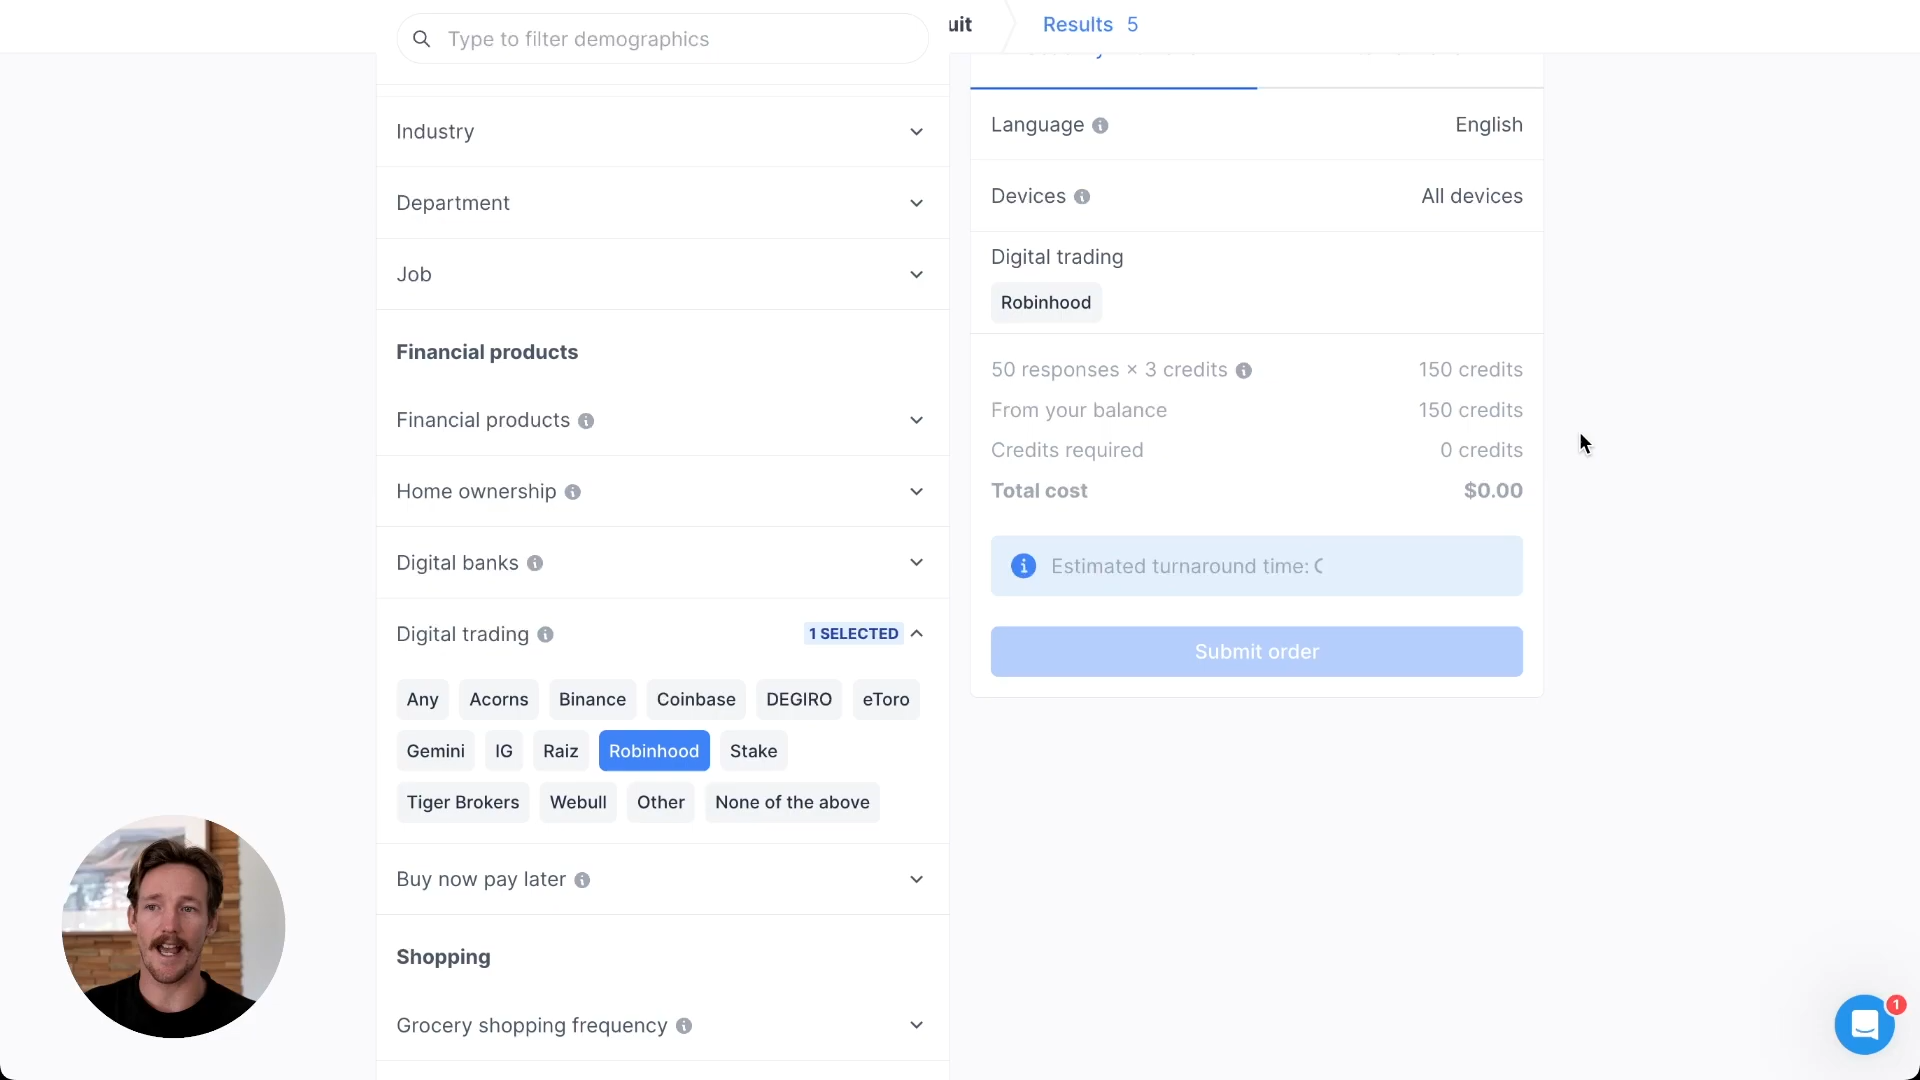 Type to filter demographics
uit
Results 5
Industry
Department
Job
Financial products
Financial products
Home ownership
Digital banks
Digital trading
1 SELECTED
Any
Acorns
Binance
Coinbase
DEGIRO
eToro
Gemini
IG
Raiz
Robinhood
Stake
Tiger Brokers
Webull
Other
None of the above
Buy now pay later
Shopping
Grocery shopping frequency
Language
English
Devices
All devices
Digital trading
Robinhood
50 responses × 3 credits
150 credits
From your balance
150 credits
Credits required
0 credits
Total cost
$0.00
Estimated turnaround time:
Submit order
1